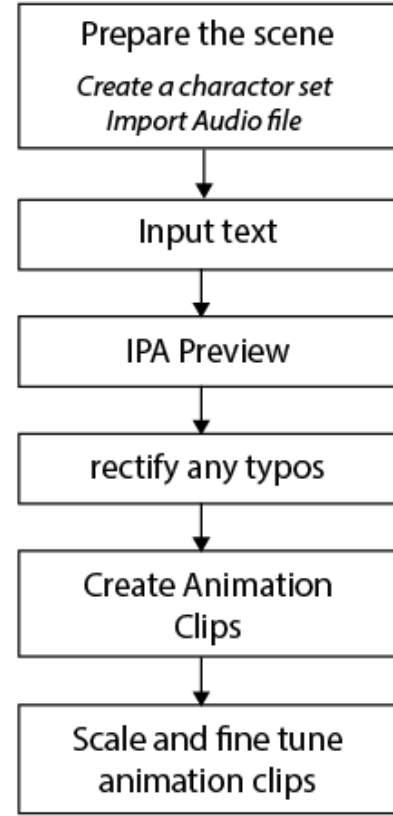 Prepare the scene
Create a charactor set
Import Audio file
Input text
IPA Preview
rectify any typos
Create Animation
Clips
Scale and fine tune
animation clips